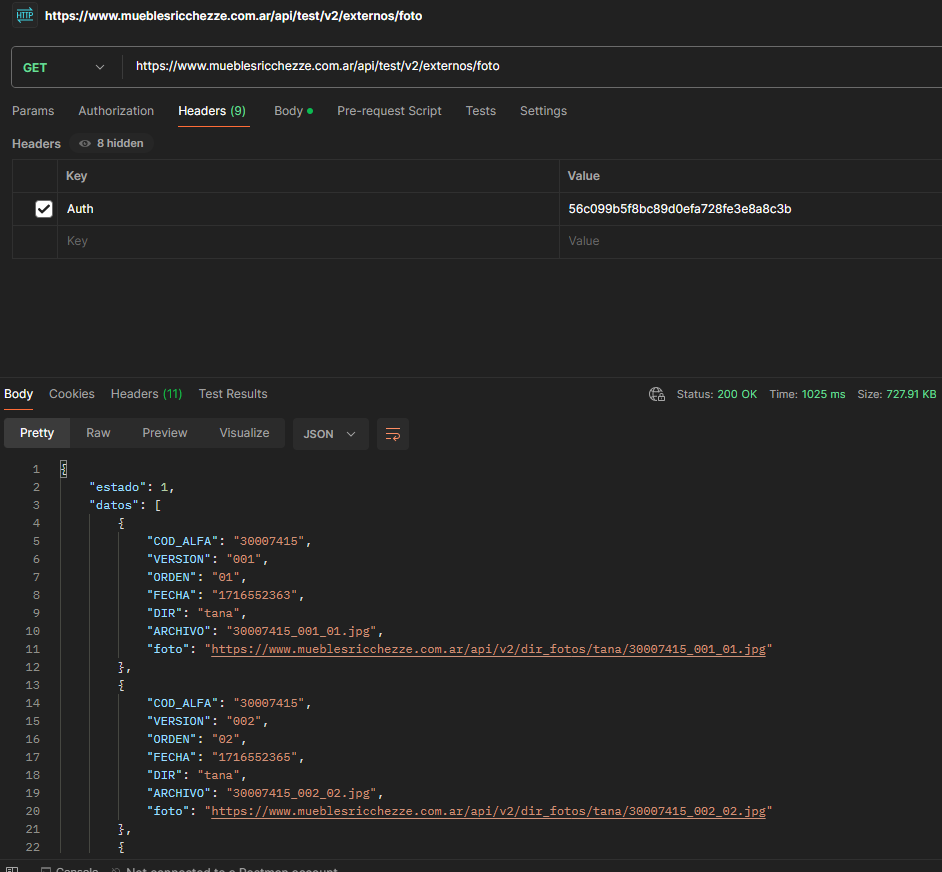 HTTP https://www.mueblesricchezze.com.ar/api/test/v2/externos/foto
GET https://www.mueblesricchezze.com.ar/api/test/v2/externos/foto
Params Authorization Headers (9) Body Pre-request Script Tests Settings
Headers 8 hidden
Key Value
Auth 56c099b5f8bc89d0efa728fe3e8a8c3b
Key Value
Body Cookies Headers (11) Test Results Status: 200 OK Time: 1025 ms Size: 727.91 KB
Pretty Raw Preview Visualize JSON
1 {
2 "estado": 1,
3 "datos": [
4 {
5 "COD_ALFA": "30007415",
6 "VERSION": "001",
7 "ORDEN": "01",
8 "FECHA": "1716552363",
9 "DIR": "tana",
10 "ARCHIVO": "30007415_001_01.jpg",
11 "foto": "https://www.mueblesricchezze.com.ar/api/v2/dir_fotos/tana/30007415_001_01.jpg"
12 },
13 {
14 "COD_ALFA": "30007415",
15 "VERSION": "002",
16 "ORDEN": "02",
17 "FECHA": "1716552365",
18 "DIR": "tana",
19 "ARCHIVO": "30007415_002_02.jpg",
20 "foto": "https://www.mueblesricchezze.com.ar/api/v2/dir_fotos/tana/30007415_002_02.jpg"
21 },
22 {
Console Not connected to a Postman account